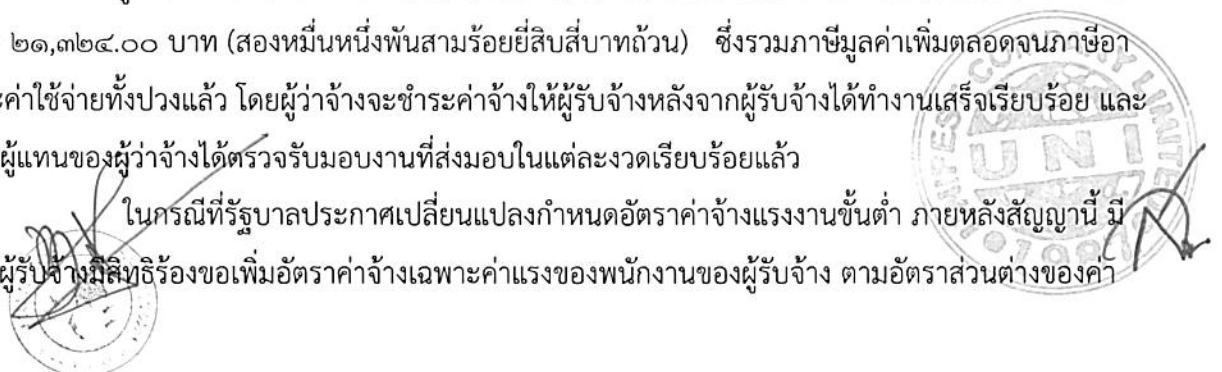 ๒๑,๓๒๔.๐๐ บาท (สองหมื่นหนึ่งพันสามร้อยยี่สิบสี่บาทถ้วน) ซึ่งรวมภาษีมูลค่าเพิ่มตลอดจนภาษีอา
ะค่าใช้จ่ายทั้งปวงแล้ว โดยผู้ว่าจ้างจะชำระค่าจ้างให้ผู้รับจ้างหลังจากผู้รับจ้างได้ทำงานเสร็จเรียบร้อย และ
ผู้แทนของผู้ว่าจ้างได้ตรวจรับมอบงานที่ส่งมอบในแต่ละงวดเรียบร้อยแล้ว
ในกรณีที่รัฐบาลประกาศเปลี่ยนแปลงกำหนดอัตราค่าจ้างแรงงานขั้นต่ำ ภายหลังสัญญานี้ มี
ผู้รับจ้างมีสิทธิร้องขอเพิ่มอัตราค่าจ้างเฉพาะค่าแรงของพนักงานของผู้รับจ้าง ตามอัตราส่วนต่างของค่า
COMPANY LIMITED
UNI